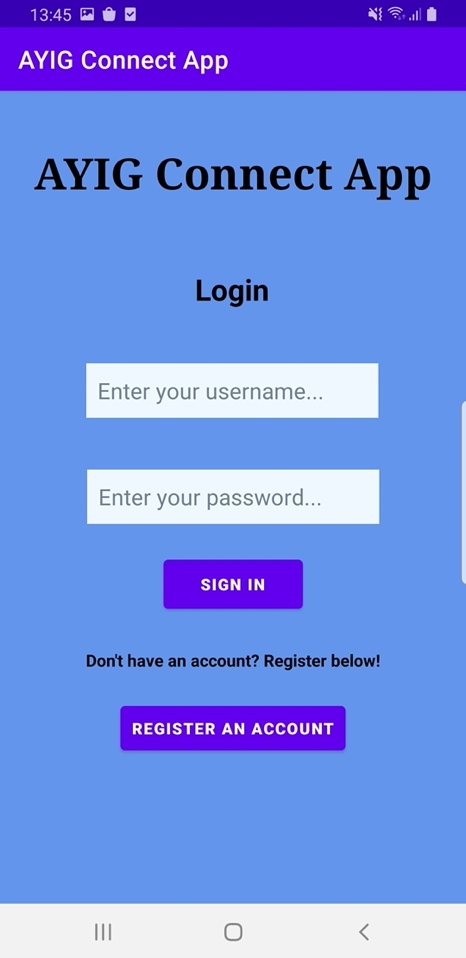 13:45
AYIG Connect App
AYIG Connect App
Login
Enter your username...
Enter your password...
SIGN IN
Don't have an account? Register below!
REGISTER AN ACCOUNT